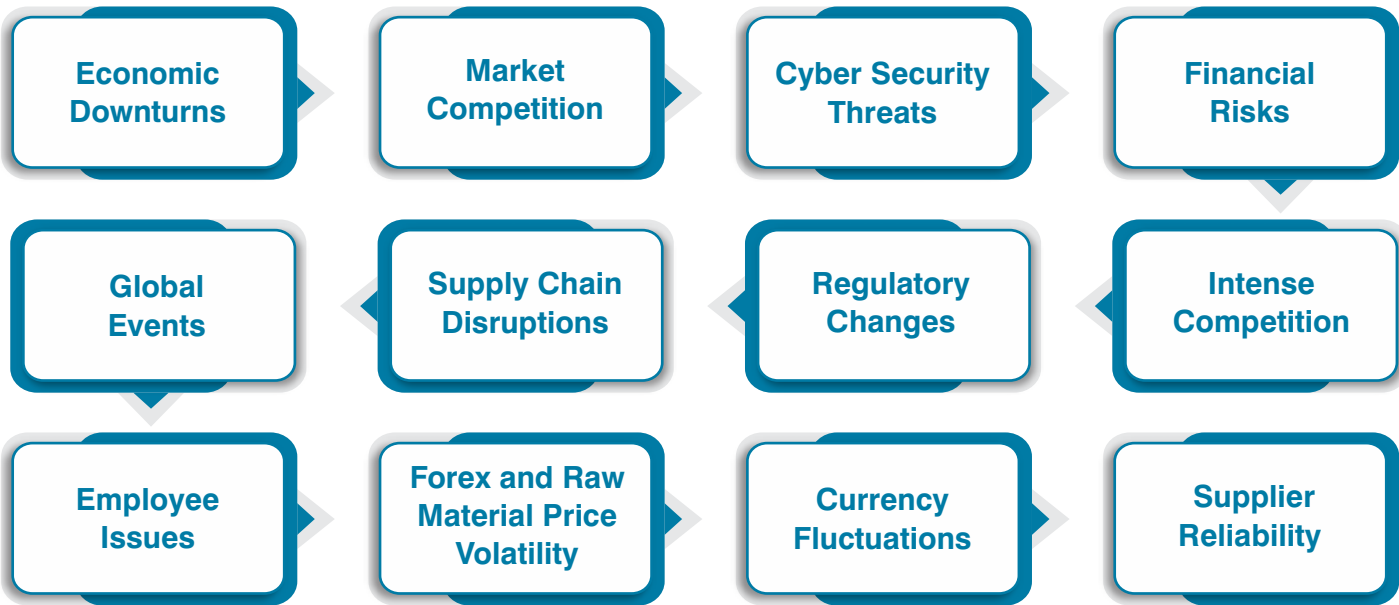 Economic
Downturns
Market
Competition
Cyber Security
Threats
Financial
Risks
Intense
Competition
Regulatory
Changes
Supply Chain
Disruptions
Global
Events
Employee
Issues
Forex and Raw
Material Price
Volatility
Currency
Fluctuations
Supplier
Reliability